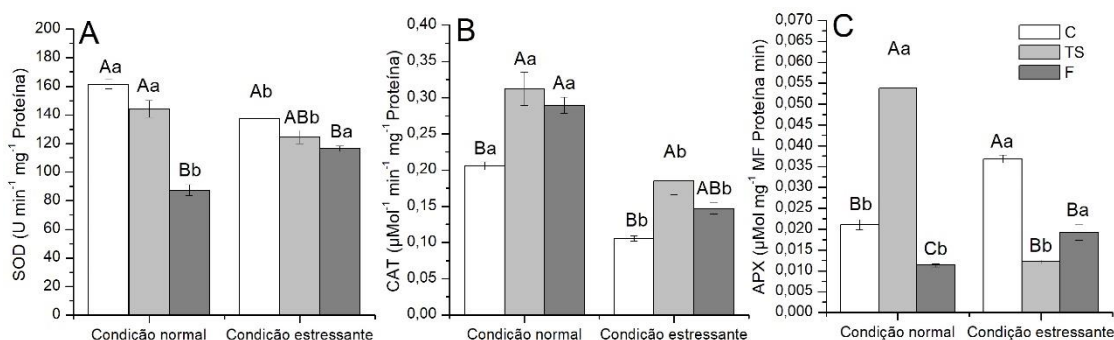 A
SOD (U min⁻¹ mg⁻¹ Proteína)
200
180
160
140
120
100
80
60
40
20
0
Aa
Aa
Bb
Ab
ABb
Ba
Condicão normal
Condicão estressante
B
CAT (µMol⁻¹ min⁻¹ mg⁻¹ Proteína)
0,40
0,35
0,30
0,25
0,20
0,15
0,10
0,05
0,00
Ba
Aa
Aa
Bb
Ab
ABb
Condicão normal
Condicão estressante
C
APX (µMol mg⁻¹ MF Proteína min)
0,070
0,065
0,060
0,055
0,050
0,045
0,040
0,035
0,030
0,025
0,020
0,015
0,010
0,005
0,000
Bb
Aa
Cb
Aa
Bb
Ba
Condição normal
Condição estressante
C
TS
F